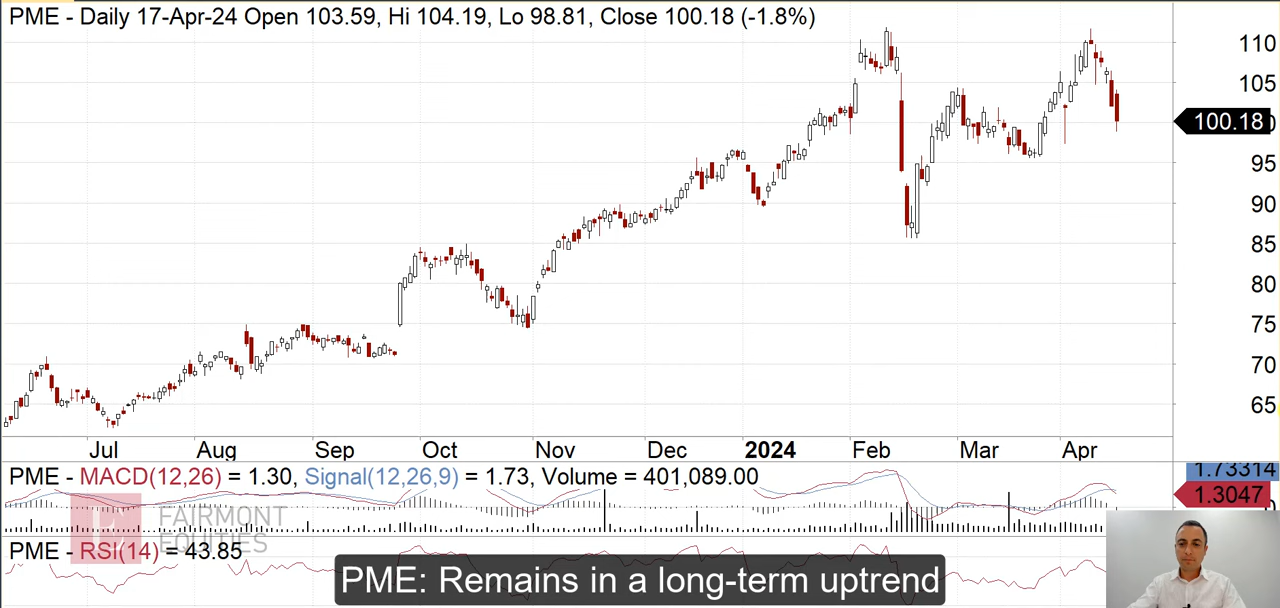 PME - Daily 17-Apr-24 Open 103.59, Hi 104.19, Lo 98.81, Close 100.18 (-1.8%)
110
105
100.18
95
90
85
80
75
70
65
Jul Aug Sep Oct Nov Dec 2024 Feb Mar Apr
PME - MACD(12,26) = 1.30, Signal(12,26,9) = 1.73, Volume = 401,089.00
1.73314
1.3047
FAIRMONT
EQUITIES
PME - RSI(14) = 43.85
PME: Remains in a long-term uptrend